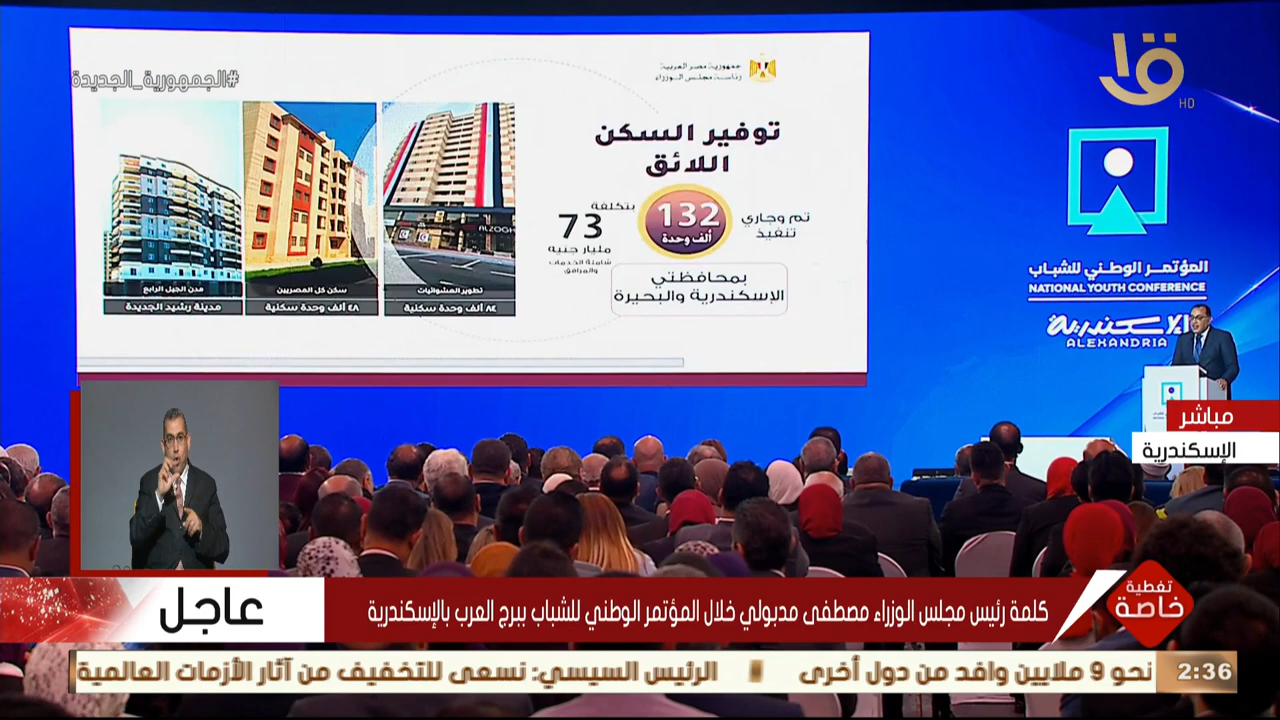 #الجمهورية_الجديدة
جمهورية مصر العربية
رئاسة مجلس الوزراء
HD
توفير السكن
اللائق
تم وجاري
تنفيذ
132
ألف وحدة
بتكلفة
73
مليار جنية
شاملة الخدمات
والمرافق
بمحافظتي
الإسكندرية والبحيرة
تطوير العشوائيات
٨٤ ألف وحدة سكنية
سكن كل المصريين
٤٨ ألف وحدة سكنية
مدن الجيل الرابع
مدينة رشيد الجديدة
ALZOGH
المؤتمر الوطني للشباب
NATIONAL YOUTH CONFERENCE
الإسكندرية
ALEXANDRIA
مباشر
الإسكندرية
تغطية
خاصة
كلمة رئيس مجلس الوزراء مصطفى مدبولي خلال المؤتمر الوطني للشباب ببرج العرب بالإسكندرية
عاجل
2:36
نحو 9 ملايين وافد من دول أخرى
الرئيس السيسي: نسعى للتخفيف من آثار الأزمات العالمية